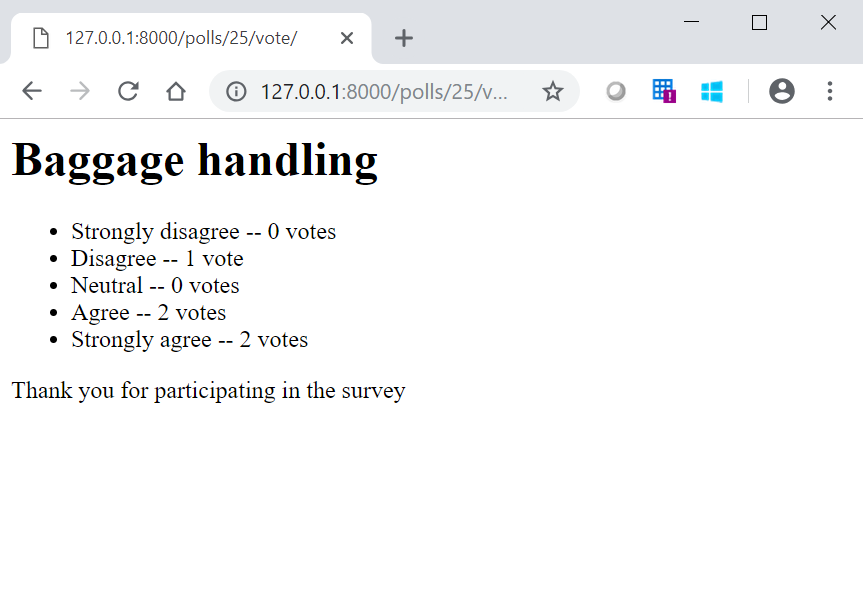 127.0.0.1:8000/polls/25/vote/
127.0.0.1:8000/polls/25/v...
Baggage handling
Strongly disagree -- 0 votes
Disagree -- 1 vote
Neutral -- 0 votes
Agree -- 2 votes
Strongly agree -- 2 votes
Thank you for participating in the survey